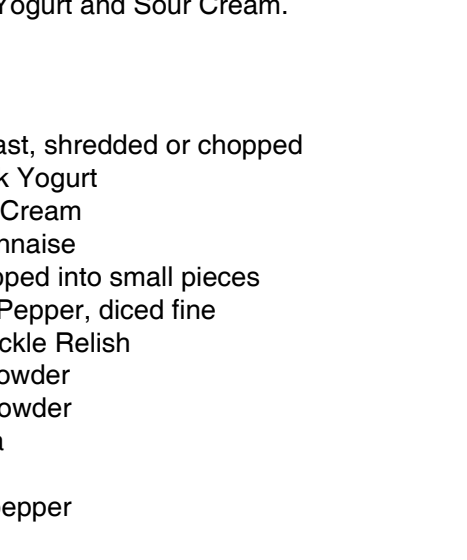 Yogurt and Sour Cream.
ast, shredded or chopped
k Yogurt
Cream
nnaise
pped into small pieces
Pepper, diced fine
ckle Relish
owder
owder
a
pepper